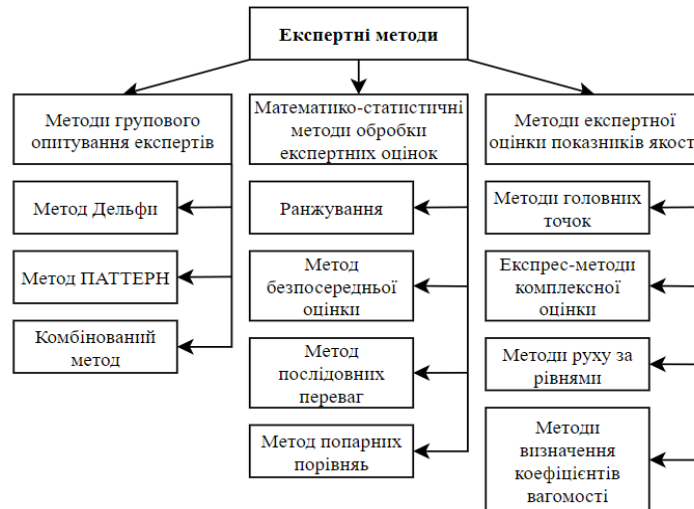 Експертні методи
Методи групового
опитування експертів
Метод Дельфи
Метод ПАТТЕРН
Комбінований
метод
Математико-статистичні
методи обробки
експертних оцінок
Ранжування
Метод
безпосередньої
оцінки
Метод
послідовних
переваг
Метод попарних
порівняь
Методи експертної
оцінки показників якост
Методи головних
точок
Експрес-методи
комплексної
оцінки
Методи руху за
рівнями
Методи
визначення
коефіцієнтів
вагомості